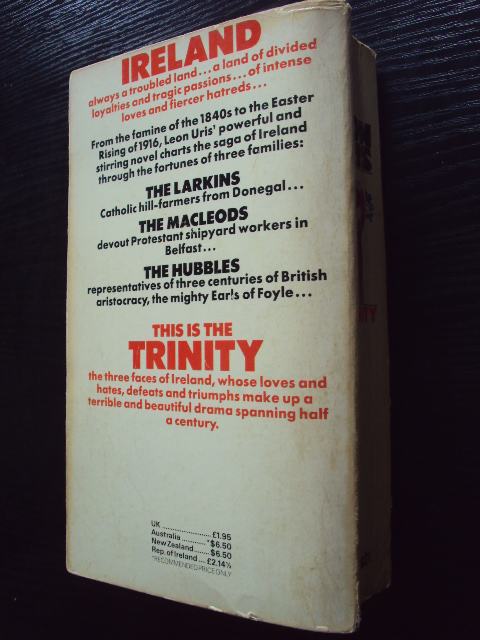 IRELAND
always a troubled land...a land of divided
loyalties and tragic passions...of intense
loves and fiercer hatreds...
From the famine of the 1840s to the Easter
Rising of 1916, Leon Uris' powerful and
stirring novel charts the saga of Ireland
through the fortunes of three families:
THE LARKINS
Catholic hill-farmers from Donegal...
THE MACLEODS
devout Protestant shipyard workers in
Belfast...
THE HUBBLES
representatives of three centuries of British
aristocracy, the mighty Earls of Foyle...
THIS IS THE
TRINITY
the three faces of Ireland, whose loves and
hates, defeats and triumphs make up a
terrible and beautiful drama spanning half
a century.
UK ..................... £1.95
Australia .......... *$6.50
New Zealand ....... $6.50
Rep. of Ireland .... £2.14½
*RECOMMENDED PRICE ONLY